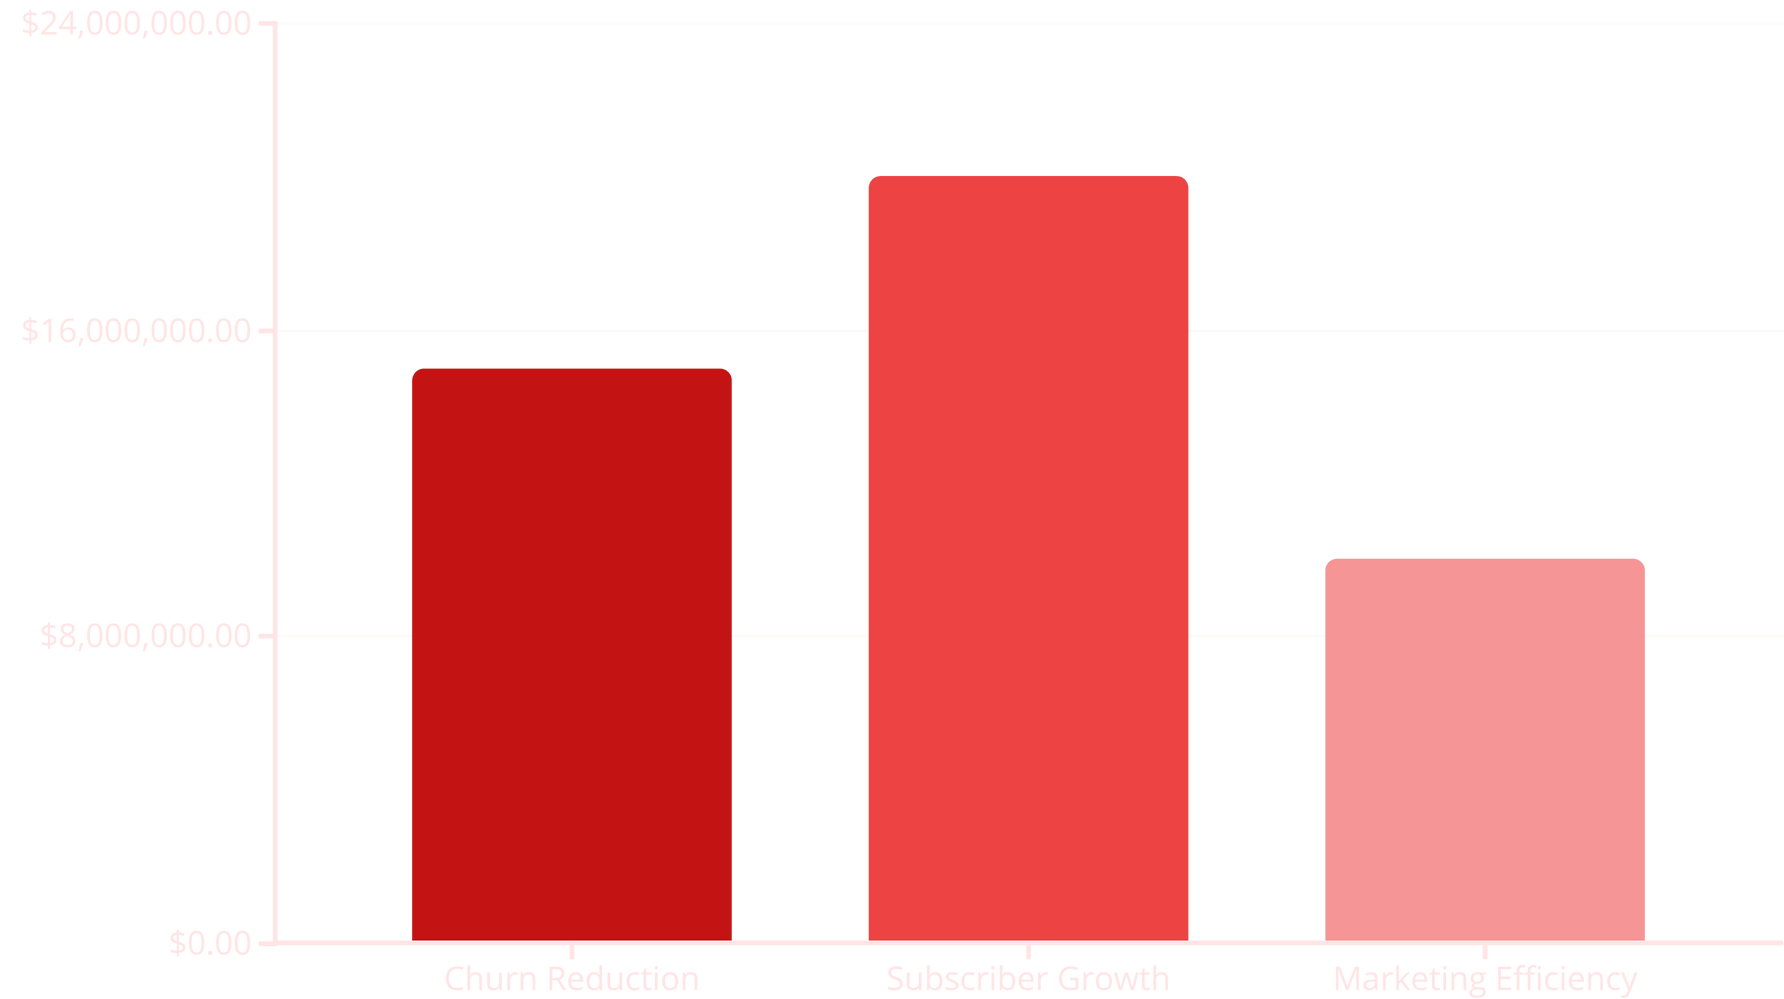 $24,000,000.00
$16,000,000.00
$8,000,000.00
$0.00
Churn Reduction
Subscriber Growth
Marketing Efficiency